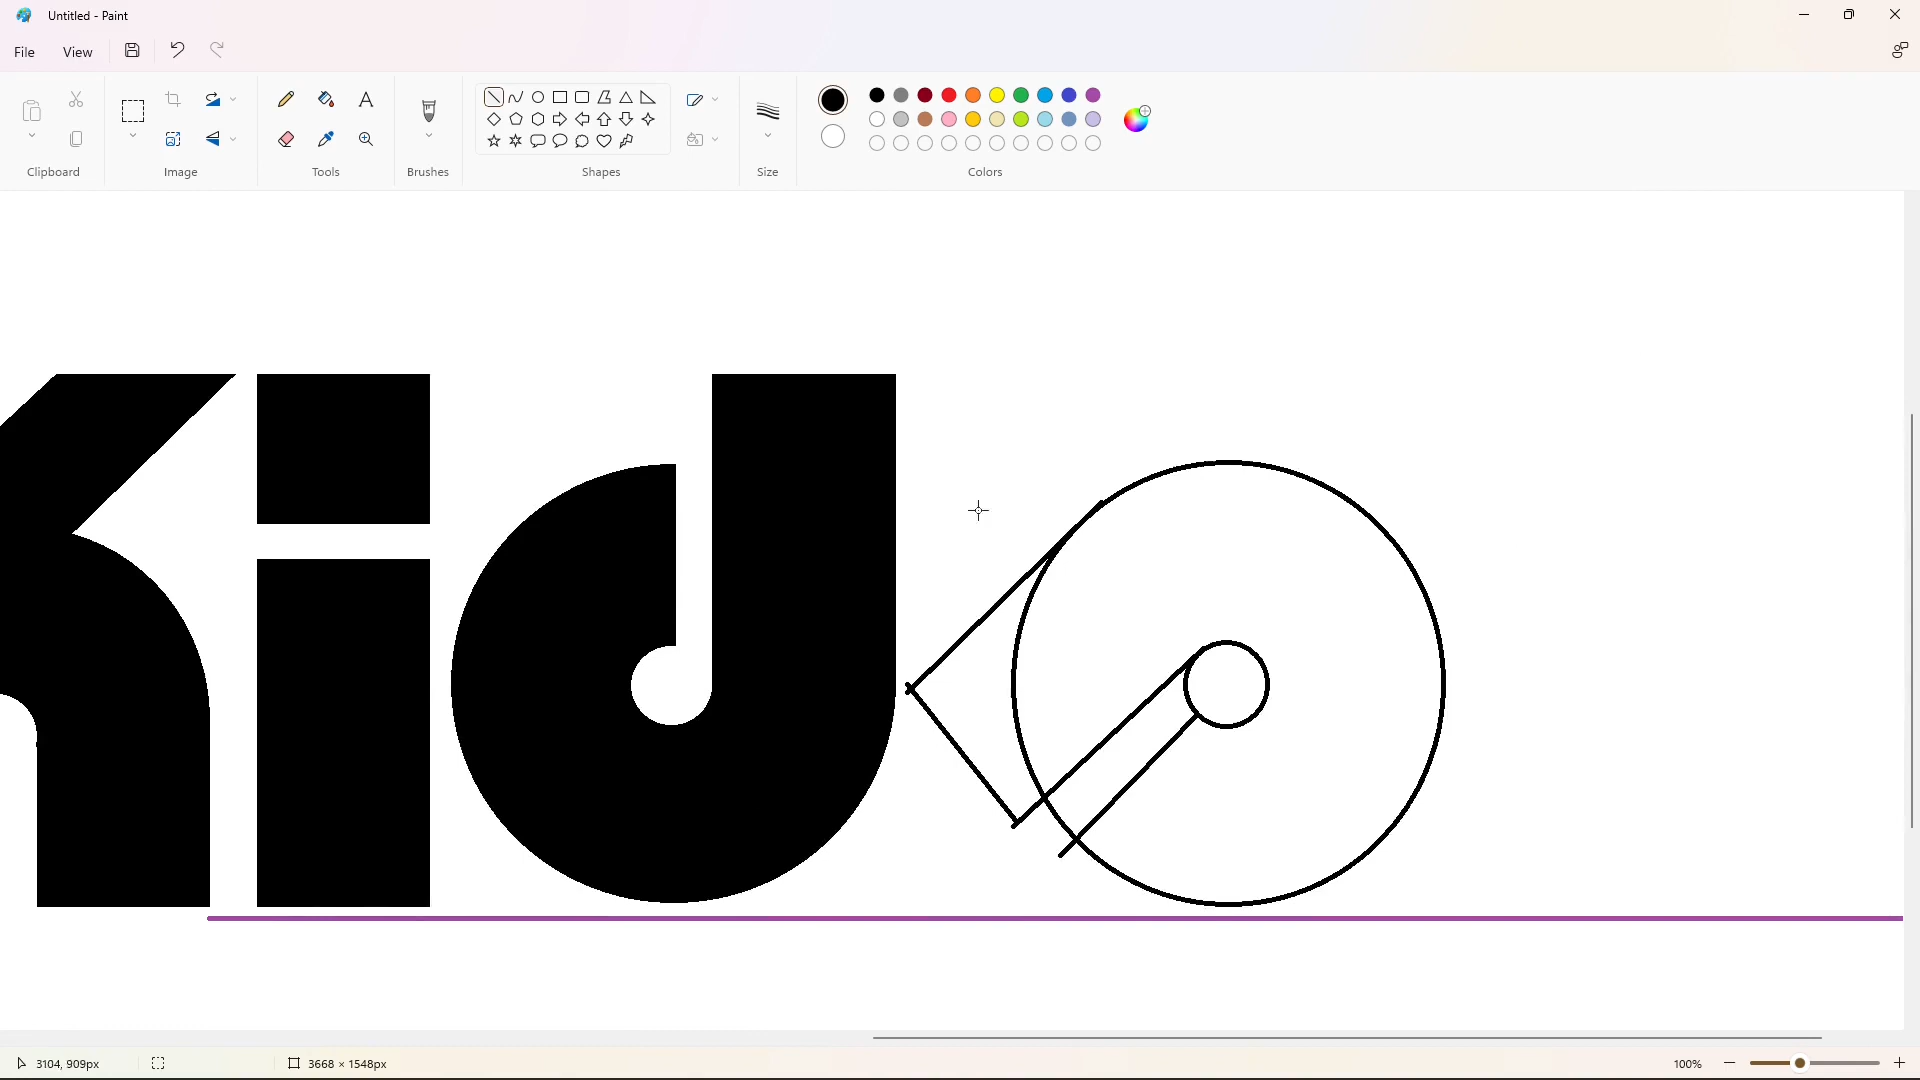 Untitled - Paint
File View
Clipboard Image Tools Brushes Shapes Size Colors
kid
3104, 909px 3668 × 1548px 100%